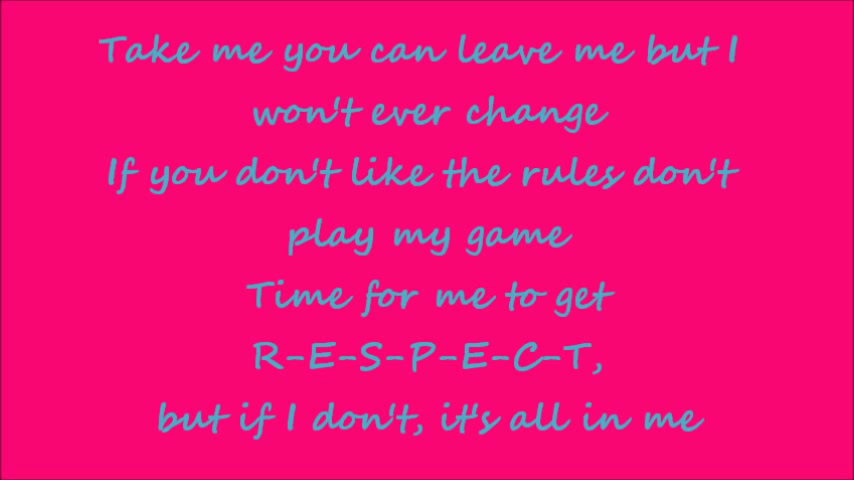 Take me you can leave me but I
won't ever change
If you don't like the rules don't
play my game
Time for me to get
R-E-S-P-E-C-T,
but if I don't, it's all in me